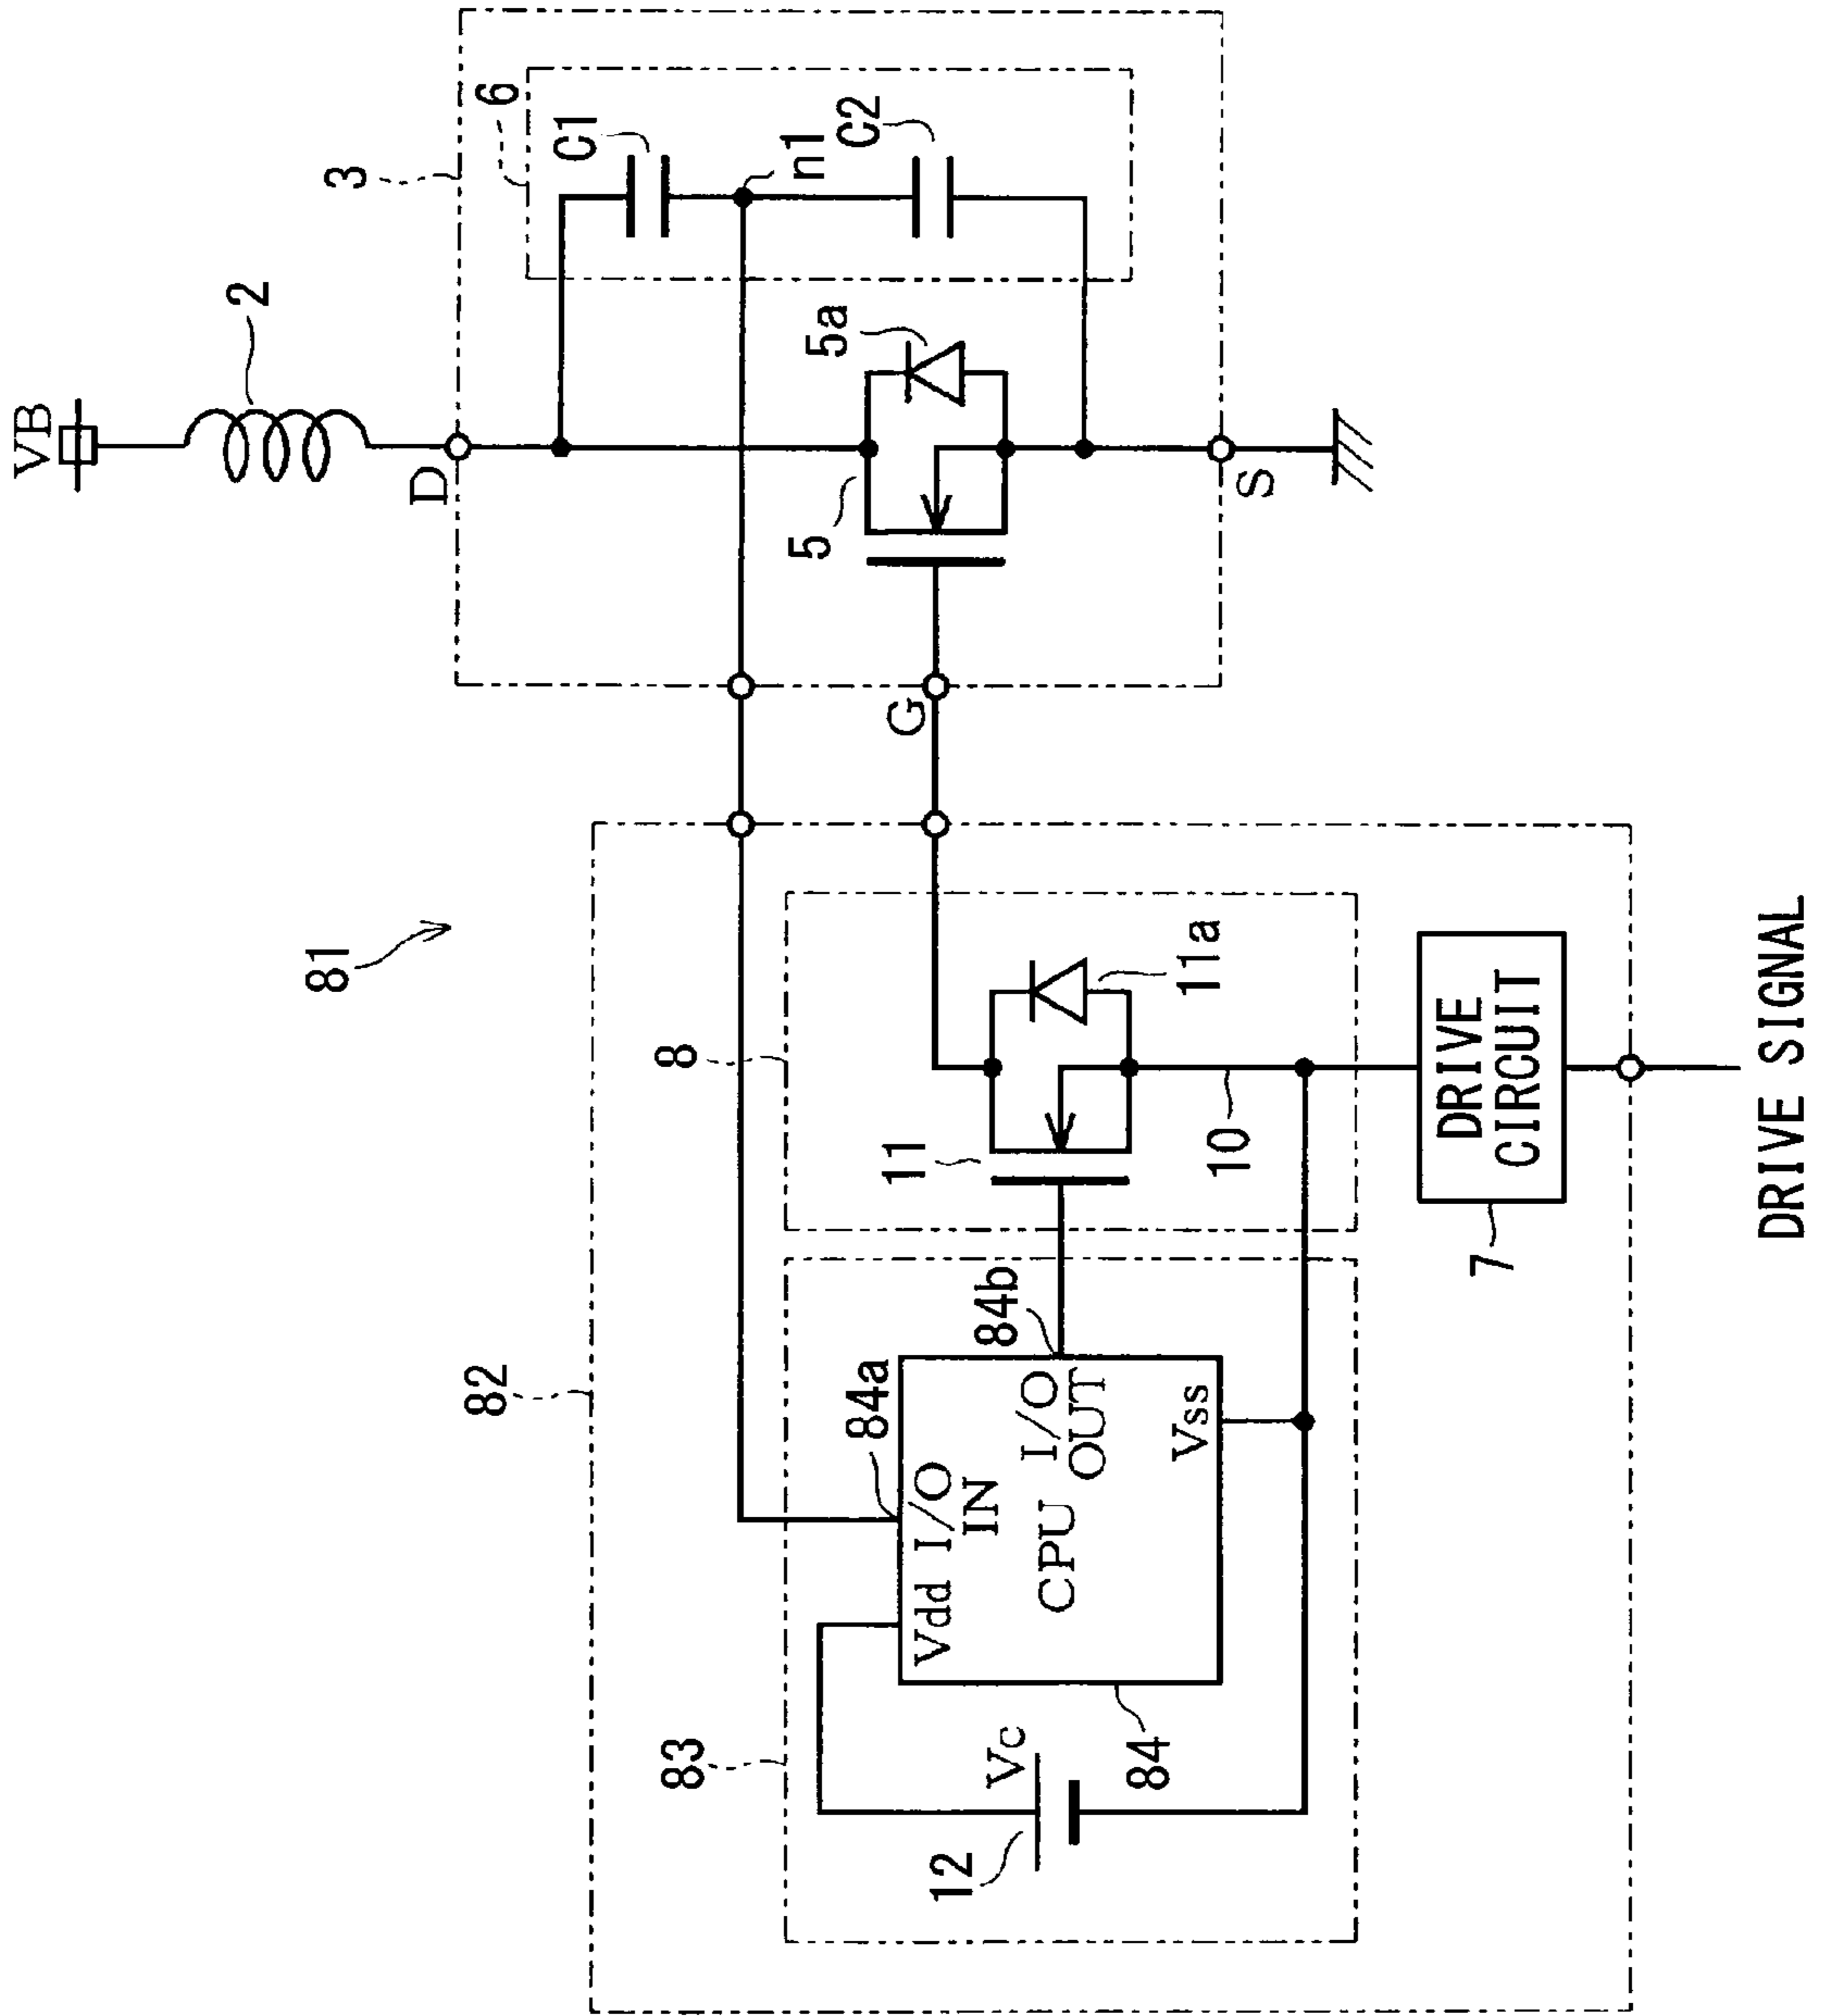 VB
2
3
6
D
C1
n1
C2
5
5a
S
G
81
82
8
11
11a
10
83
84a
84b
Vdd
I/O
IN
CPU
I/O
OUT
Vss
84
12
Vc
DRIVE
CIRCUIT
7
DRIVE SIGNAL